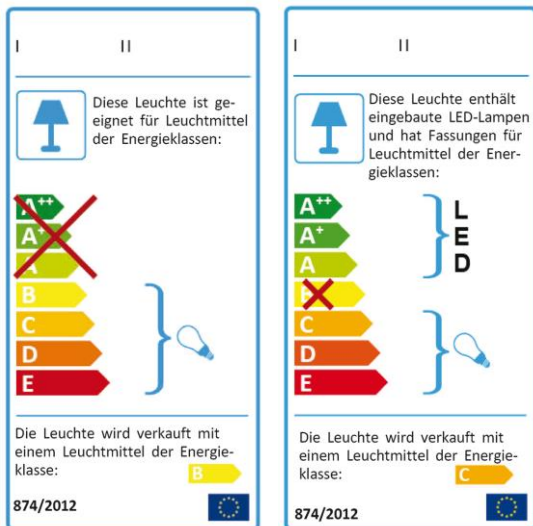 I II
Diese Leuchte ist ge-
eignet für Leuchtmittel
der Energieklassen:
A++
A+
A
B
C
D
E
Die Leuchte wird verkauft mit
einem Leuchtmittel der Energie-
klasse: B
874/2012
I II
Diese Leuchte enthält
eingebaute LED-Lampen
und hat Fassungen für
Leuchtmittel der Ener-
gieklassen:
A++
A+
A
L
E
D
B
C
D
E
Die Leuchte wird verkauft mit
einem Leuchtmittel der Energie-
klasse: C
874/2012